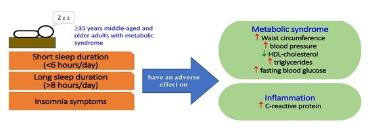 Z z z
≥35 years middle-aged and
older adults with metabolic
syndrome
Short sleep duration
(<6 hours/day)
Long sleep duration
(>8 hours/day)
Insomnia symptoms
have an adverse
effect on
Metabolic syndrome
↑ Waist circumference
↑ blood pressure
↓ HDL-cholesterol
↑ triglycerides
↑ fasting blood glucose
Inflammation
↑ C-reactive protein